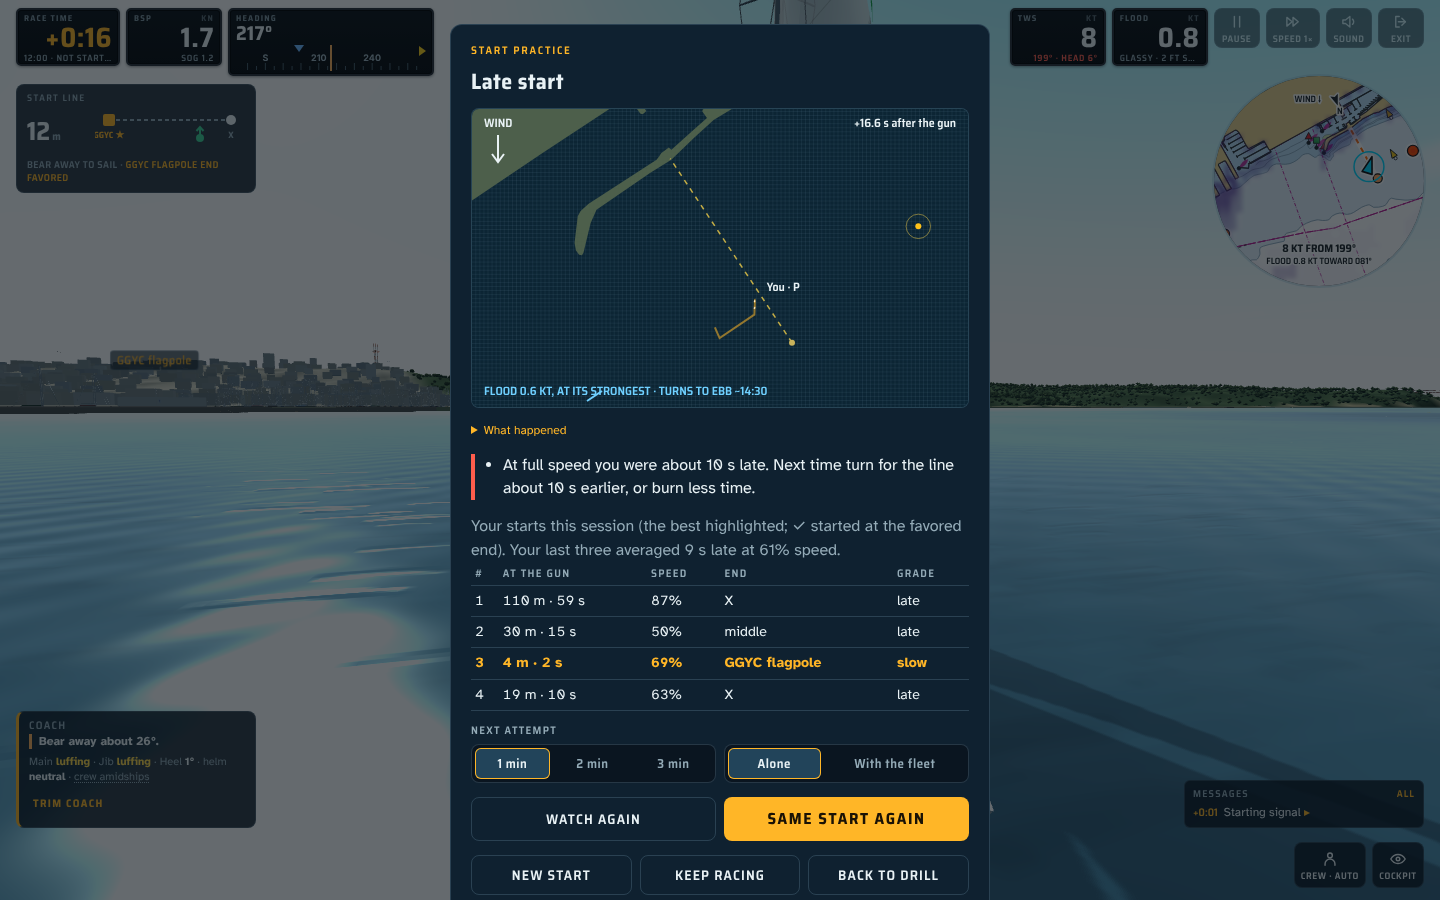 RACE TIME
+0:16
12:00 · NOT START…
BSP KN
1.7
SOG 1.2
HEADING
217°
S 210 240
TWS KT
8
199° · HEAD 6°
FLOOD KT
0.8
GLASSY · 2 FT S…
PAUSE
SPEED 1×
SOUND
EXIT
START LINE
12 m
SGYC ★ X
BEAR AWAY TO SAIL · GGYC FLAGPOLE END
FAVORED
WIND
N
8 KT FROM 199°
FLOOD 0.8 KT TOWARD 081°
GGYC flagpole
START PRACTICE
Late start
WIND
+16.6 s after the gun
You · P
FLOOD 0.6 KT, AT ITS STRONGEST · TURNS TO EBB ~14:30
▶ What happened
• At full speed you were about 10 s late. Next time turn for the line
about 10 s earlier, or burn less time.
Your starts this session (the best highlighted; ✓ started at the favored
end). Your last three averaged 9 s late at 61% speed.
# AT THE GUN SPEED END GRADE
1 110 m · 59 s 87% X late
2 30 m · 15 s 50% middle late
3 4 m · 2 s 69% GGYC flagpole slow
4 19 m · 10 s 63% X late
NEXT ATTEMPT
1 min 2 min 3 min
Alone With the fleet
WATCH AGAIN
SAME START AGAIN
NEW START
KEEP RACING
BACK TO DRILL
COACH
Bear away about 26°.
Main luffing · Jib luffing · Heel 1° · helm
neutral · crew amidships
TRIM COACH
MESSAGES ALL
+0:01 Starting signal ▸
CREW · AUTO
COCKPIT